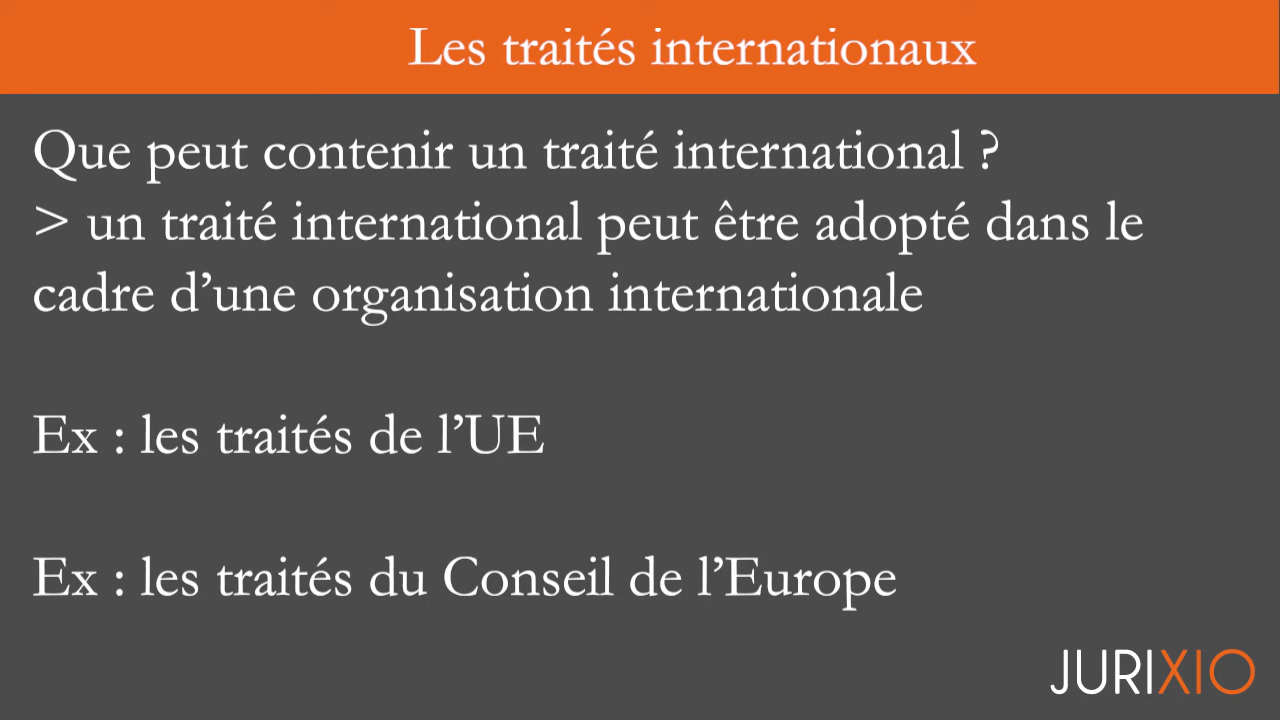 Les traités internationaux
Que peut contenir un traité international ?
> un traité international peut être adopté dans le
cadre d’une organisation internationale
Ex : les traités de l’UE
Ex : les traités du Conseil de l’Europe
JURIXIO